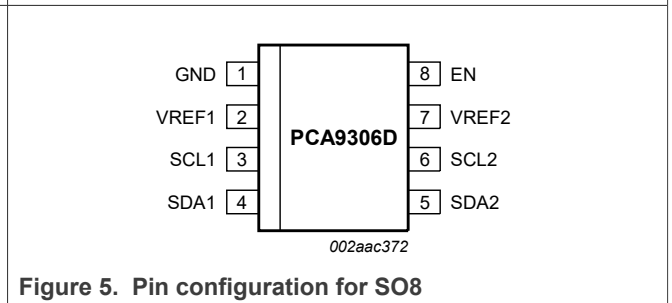 GND 1 8 EN
VREF1 2 7 VREF2
PCA9306D
SCL1 3 6 SCL2
SDA1 4 5 SDA2
002aac372
Figure 5. Pin configuration for SO8